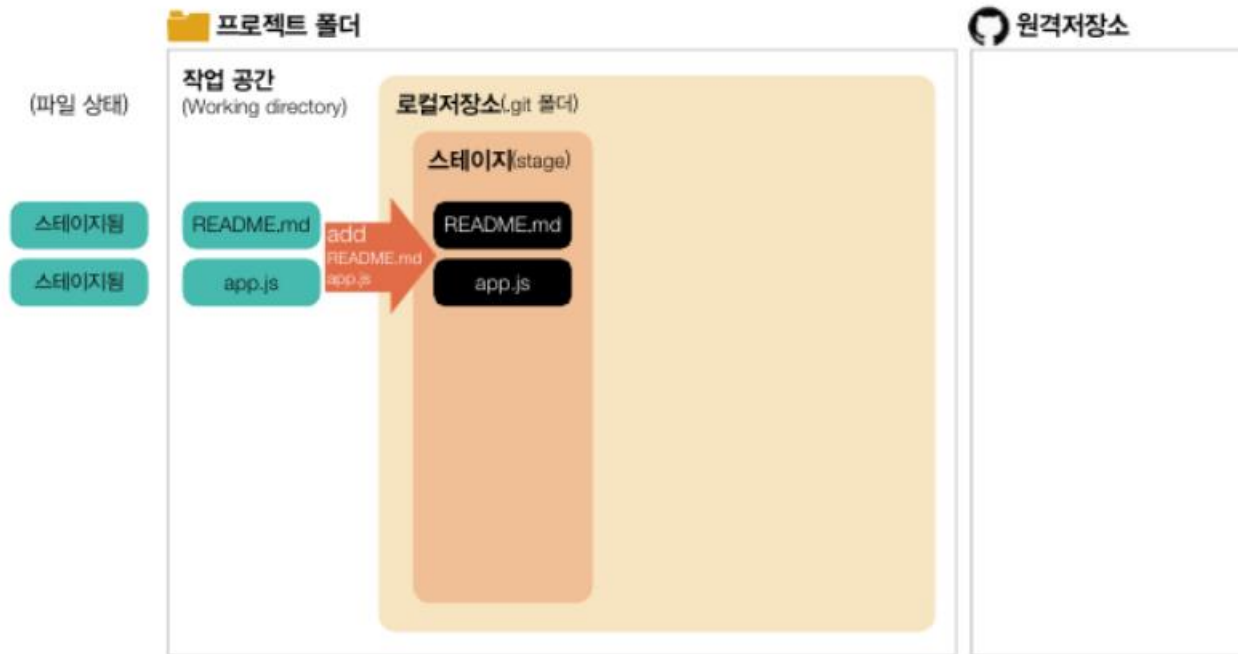 프로젝트 폴더
원격저장소
(파일 상태)
작업 공간
(Working directory)
로컬저장소(.git 폴더)
스테이지(stage)
스테이지됨
README.md
add
README.md
app.js
README.md
스테이지됨
app.js
app.js